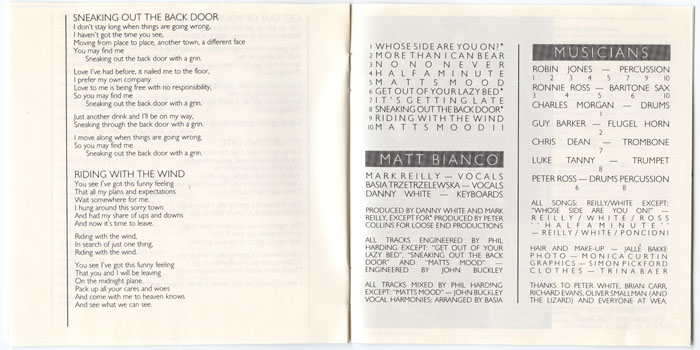 SNEAKING OUT THE BACK DOOR
I don't stay long when things are going wrong,
I haven't got the time you see,
Moving from place to place, another town, a different face
You may find me
Sneaking out the back door with a grin.
Love I've had before, it nailed me to the floor,
I prefer my own company.
Love to me is being free with no responsibility,
So you may find me
Sneaking out the back door with a grin.
Just another drink and I'll be on my way,
Sneaking through the back door with a grin.
I move along when things are going wrong,
So you may find me
Sneaking out the back door with a grin.
RIDING WITH THE WIND
You see I've got this funny feeling
That all my plans and expectations
Wait somewhere for me.
I hung around this sorry town
And had my share of ups and downs
And now it's time to leave.
Riding with the wind,
In search of just one thing,
Riding with the wind.
You see I've got this funny feeling
That you and I will be leaving
On the midnight plane.
Pack up all your cares and woes
And come with me to heaven knows
And see what we can see.
1 WHOSE SIDE ARE YOU ON?*
2 MORE THAN I CAN BEAR
3 NO NO NEVER
4 HALF A MINUTE
5 MATTS MOOD
6 GET OUT OF YOUR LAZY BED*
7 IT'S GETTING LATE
8 SNEAKING OUT THE BACK DOOR*
9 RIDING WITH THE WIND
10 MATTS MOOD II
MATT BIANCO
MARK REILLY — VOCALS
BASIA TRZETRZELEWSKA — VOCALS
DANNY WHITE — KEYBOARDS
PRODUCED BY DANNY WHITE AND MARK
REILLY, EXCEPT* PRODUCED BY PETER
COLLINS FOR LOOSE END PRODUCTIONS
ALL TRACKS ENGINEERED BY PHIL
HARDING EXCEPT: "GET OUT OF YOUR
LAZY BED", "SNEAKING OUT THE BACK
DOOR" AND "MATTS MOOD" —
ENGINEERED BY JOHN BUCKLEY
ALL TRACKS MIXED BY PHIL HARDING
EXCEPT: "MATTS MOOD" — JOHN BUCKLEY
VOCAL HARMONIES: ARRANGED BY BASIA
MUSICIANS
ROBIN JONES — PERCUSSION
1 2 3 4 5 7 9 10
RONNIE ROSS — BARITONE SAX
3 4 5 6 10
CHARLES MORGAN — DRUMS
1
GUY BARKER — FLUGEL HORN
2
CHRIS DEAN — TROMBONE
7
LUKE TANNY — TRUMPET
8
PETER ROSS — DRUMS PERCUSSION
6 8
ALL SONGS: REILLY/WHITE EXCEPT:
"WHOSE SIDE ARE YOU ON?" —
REILLY/WHITE/ROSS
"HALF A MINUTE"
— REILLY/WHITE/PONCIONI
HAIR AND MAKE-UP — JALLÉ BAKKE
PHOTO — MONICA CURTIN
GRAPHICS — SIMON PICKFORD
CLOTHES — TRINA BAER
THANKS TO PETER WHITE, BRIAN CARR,
RICHARD EVANS, OLIVER SMALLMAN (AND
THE LIZARD) AND EVERYONE AT WEA.